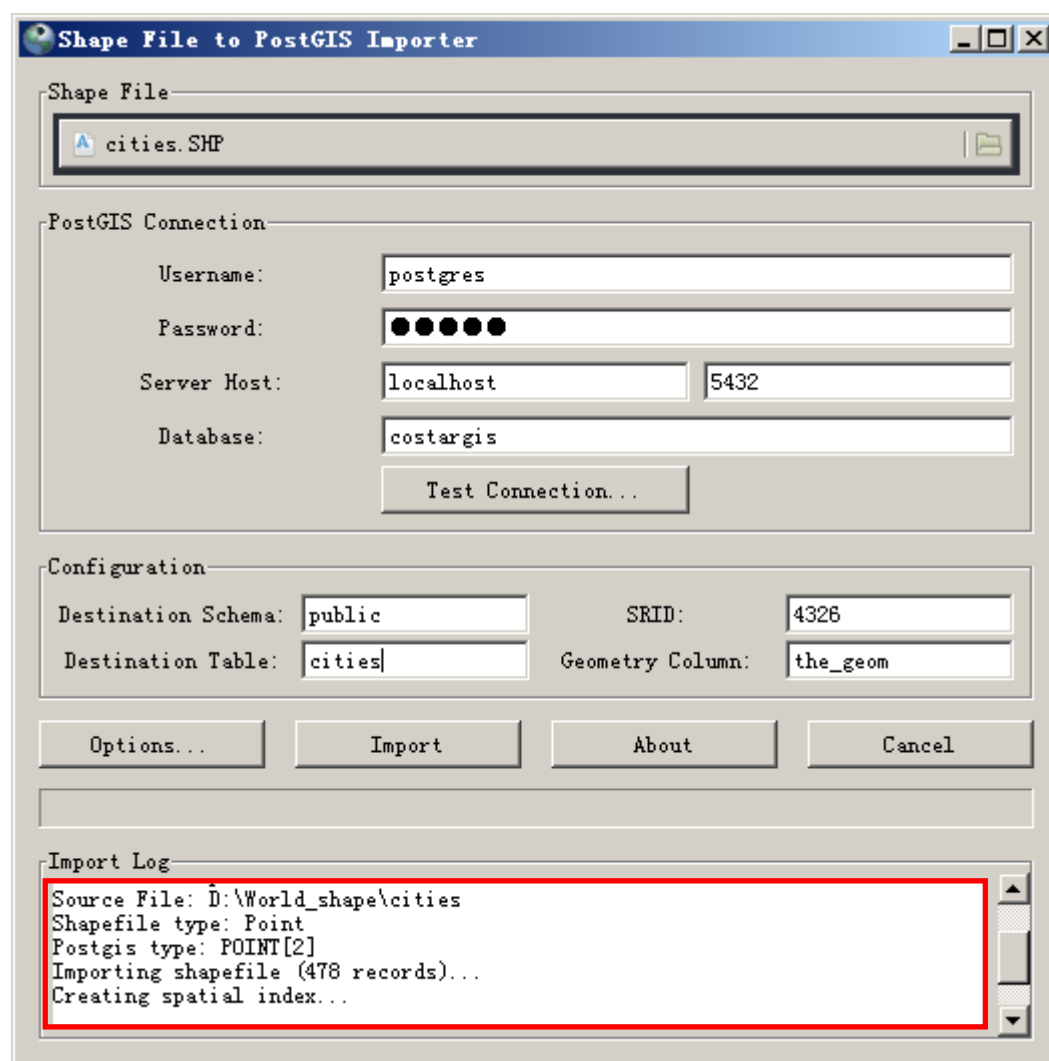 Shape File to PostGIS Importer
Shape File
cities.SHP
PostGIS Connection
Username: postgres
Password: ●●●●●
Server Host: localhost 5432
Database: costargis
Test Connection...
Configuration
Destination Schema: public SRID: 4326
Destination Table: cities Geometry Column: the_geom
Options... Import About Cancel
Import Log
Source File: D:\World_shape\cities
Shapefile type: Point
Postgis type: POINT[2]
Importing shapefile (478 records)...
Creating spatial index...